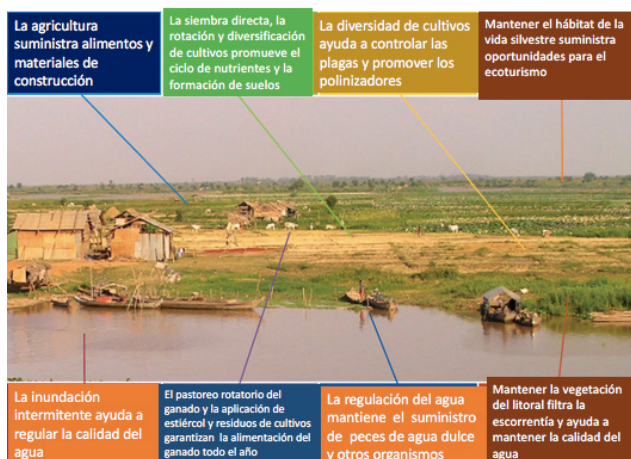 La agricultura
suministra alimentos y
materiales de
construcción
La siembra directa, la
rotación y diversificación
de cultivos promueve el
ciclo de nutrientes y la
formación de suelos
La diversidad de cultivos
ayuda a controlar las
plagas y promover los
polinizadores
Mantener el hábitat de la
vida silvestre suministra
oportunidades para el
ecoturismo
La inundación
intermitente ayuda a
regular la calidad del
agua
El pastoreo rotatorio del
ganado y la aplicación de
estiércol y residuos de cultivos
garantizan la alimentación del
ganado todo el año
La regulación del agua
mantiene el suministro
de peces de agua dulce
y otros organismos
Mantener la vegetación
del litoral filtra la
escorrentía y ayuda a
mantener la calidad del
agua